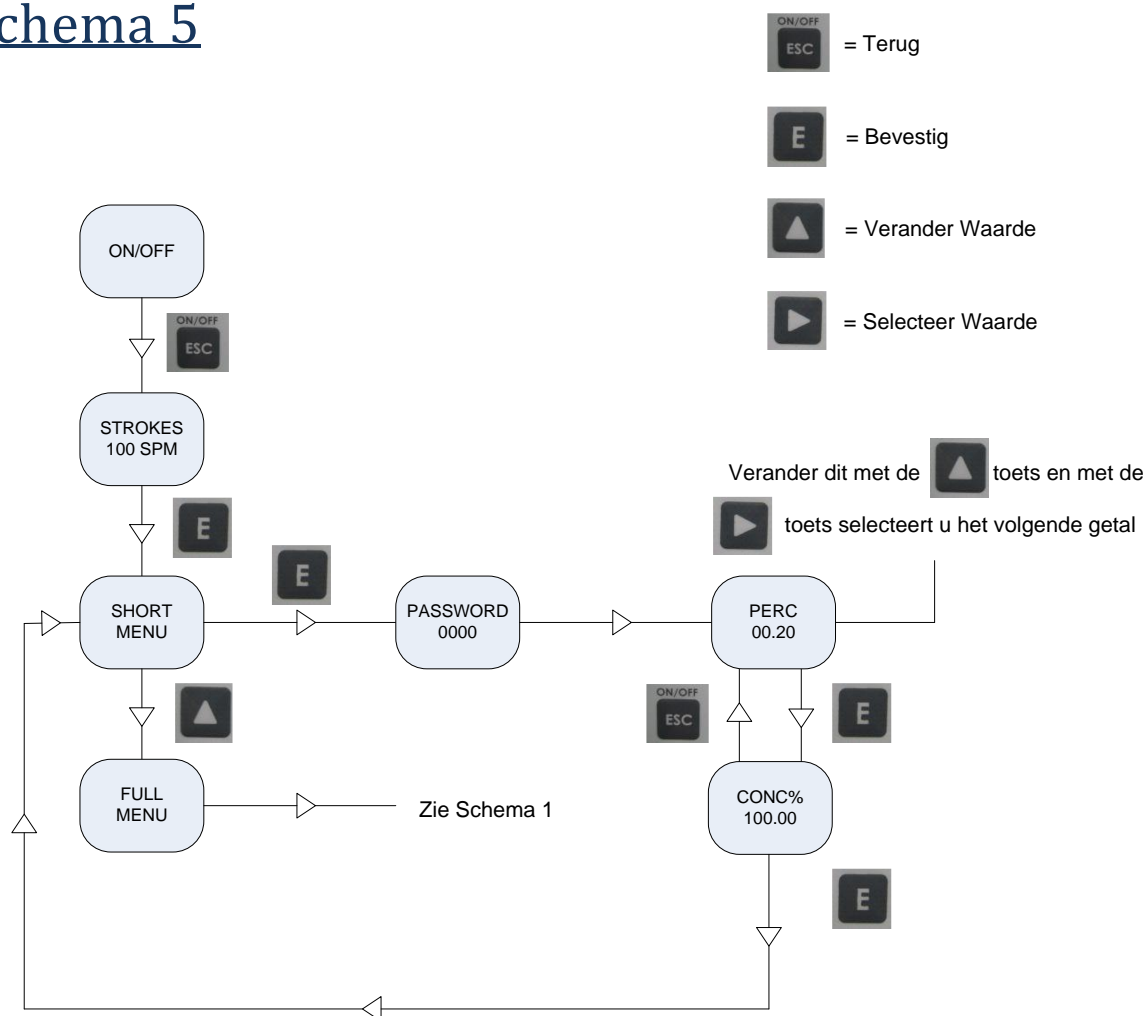 chema 5
ON/OFF
ESC
= Terug
E
= Bevestig
= Verander Waarde
= Selecteer Waarde
ON/OFF
ON/OFF
ESC
STROKES
100 SPM
E
Verander dit met de toets en met de
toets selecteert u het volgende getal
E
SHORT
MENU
PASSWORD
0000
PERC
00.20
ON/OFF
ESC
E
FULL
MENU
Zie Schema 1
CONC%
100.00
E